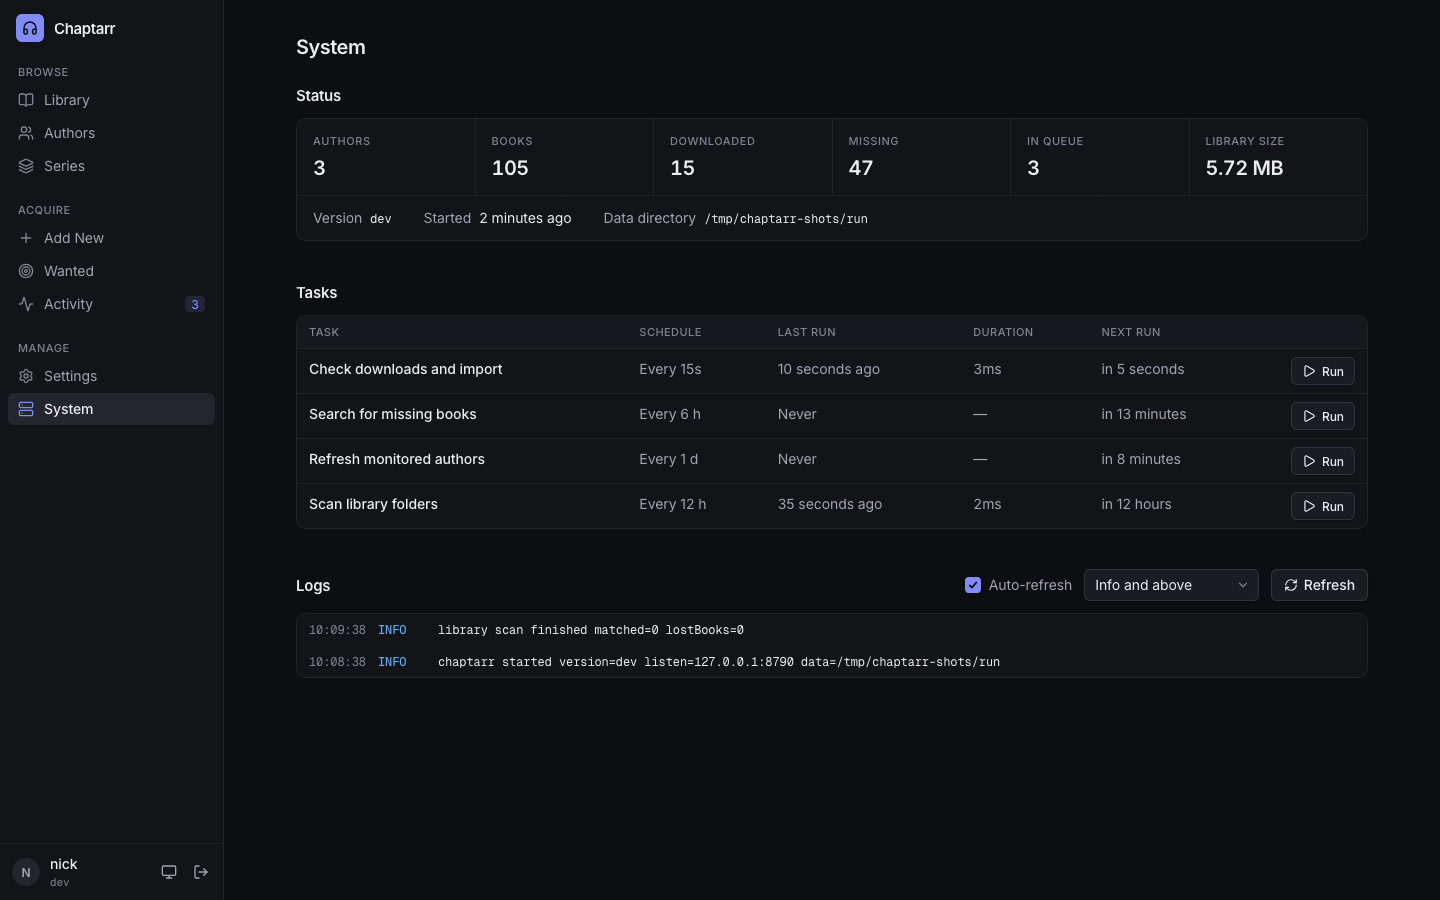 Chaptarr
BROWSE
Library
Authors
Series
ACQUIRE
Add New
Wanted
Activity 3
MANAGE
Settings
System
N nick
dev
System
Status
AUTHORS BOOKS DOWNLOADED MISSING IN QUEUE LIBRARY SIZE
3 105 15 47 3 5.72 MB
Version dev Started 2 minutes ago Data directory /tmp/chaptarr-shots/run
Tasks
TASK SCHEDULE LAST RUN DURATION NEXT RUN
Check downloads and import Every 15s 10 seconds ago 3ms in 5 seconds Run
Search for missing books Every 6 h Never — in 13 minutes Run
Refresh monitored authors Every 1 d Never — in 8 minutes Run
Scan library folders Every 12 h 35 seconds ago 2ms in 12 hours Run
Logs Auto-refresh Info and above Refresh
10:09:38 INFO library scan finished matched=0 lostBooks=0
10:08:38 INFO chaptarr started version=dev listen=127.0.0.1:8790 data=/tmp/chaptarr-shots/run